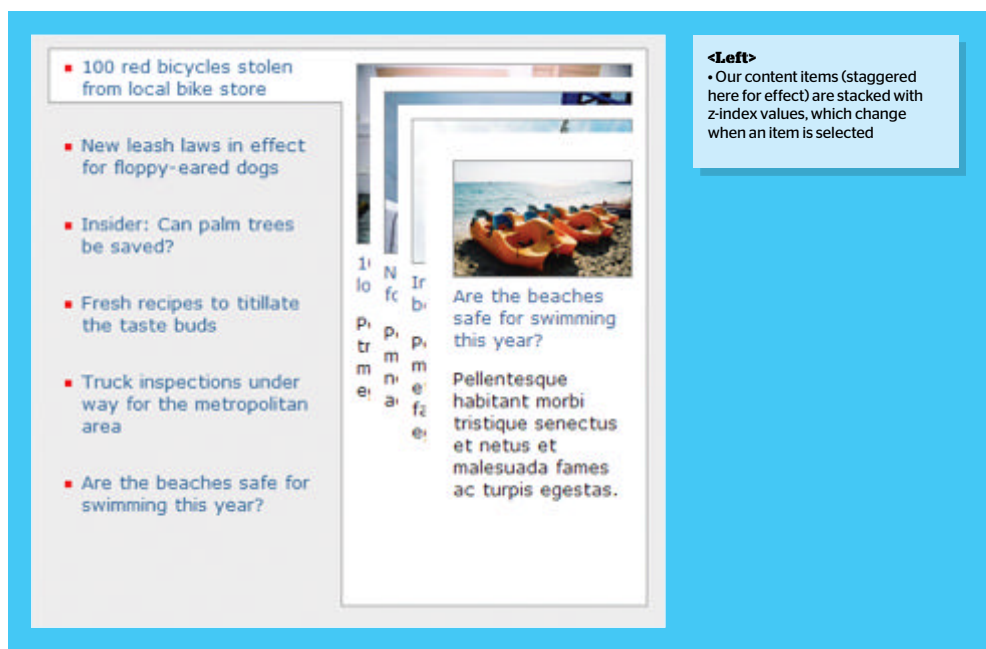 100 red bicycles stolen
from local bike store
New leash laws in effect
for floppy-eared dogs
Insider: Can palm trees
be saved?
Fresh recipes to titillate
the taste buds
Truck inspections under
way for the metropolitan
area
Are the beaches safe for
swimming this year?
Are the beaches
safe for swimming
this year?
Pellentesque
habitant morbi
tristique senectus
et netus et
malesuada fames
ac turpis egestas.
<Left>
• Our content items (staggered
here for effect) are stacked with
z-index values, which change
when an item is selected